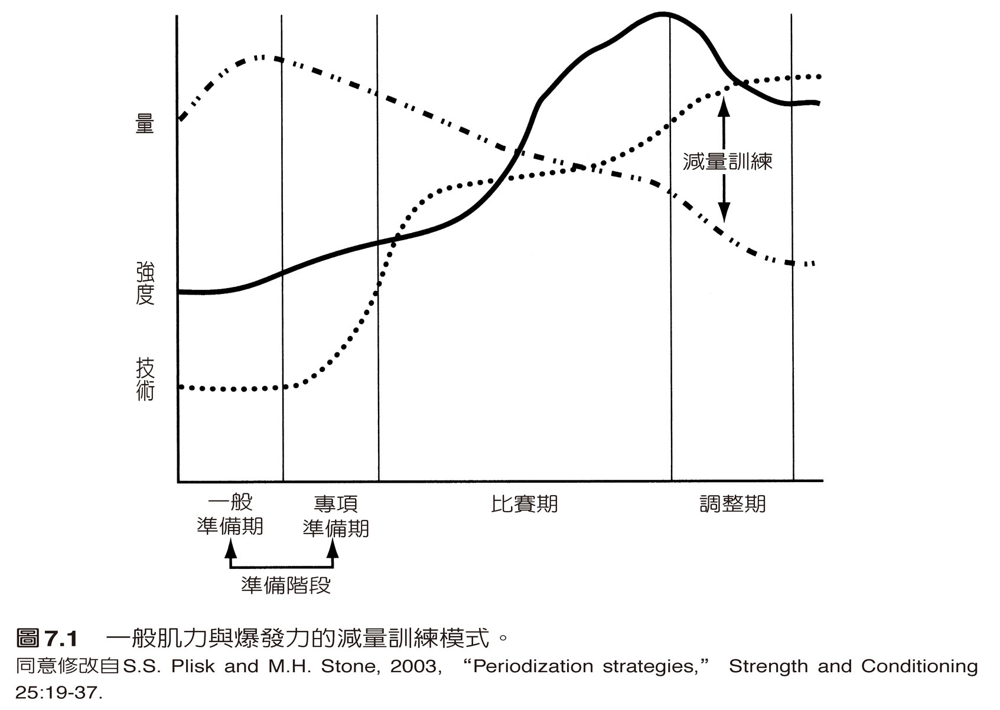 量
強度
技術
減量訓練
一般
準備期
專項
準備期
比賽期
調整期
準備階段
圖7.1 一般肌力與爆發力的減量訓練模式。
同意修改自S.S. Plisk and M.H. Stone, 2003, “Periodization strategies,” Strength and Conditioning
25:19-37.